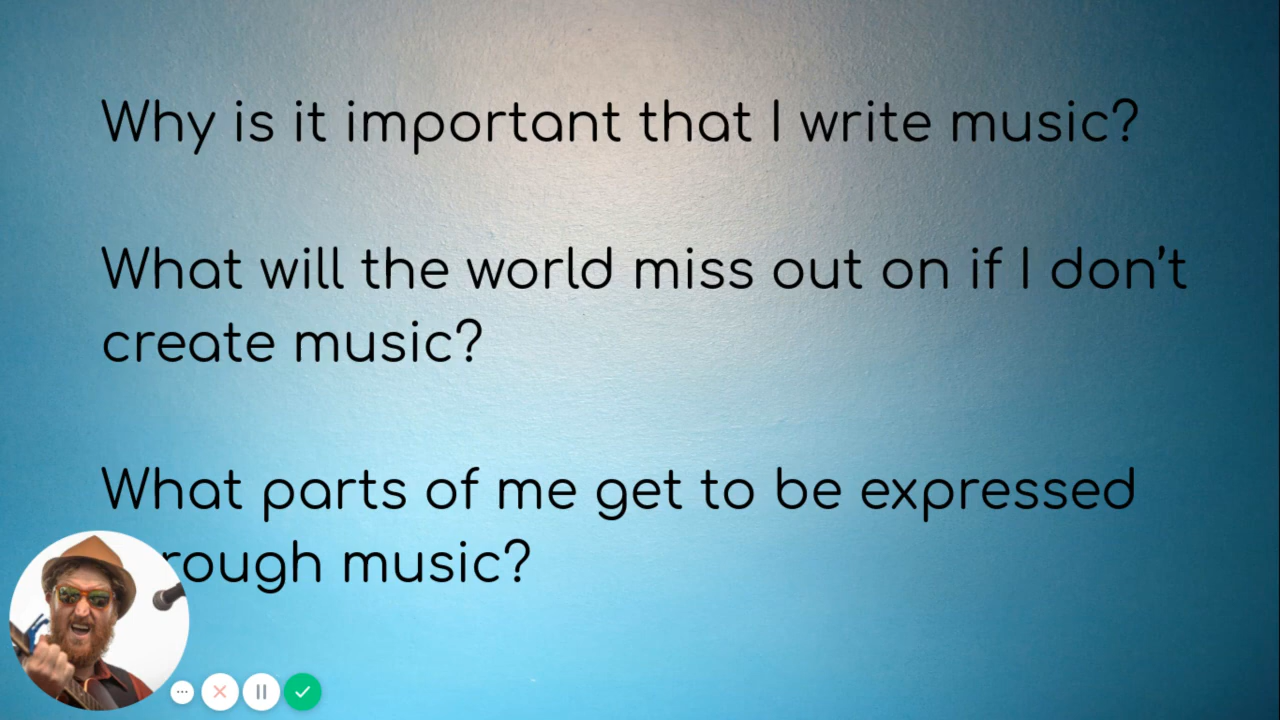 Why is it important that I write music?
What will the world miss out on if I don't
create music?
What parts of me get to be expressed
rough music?